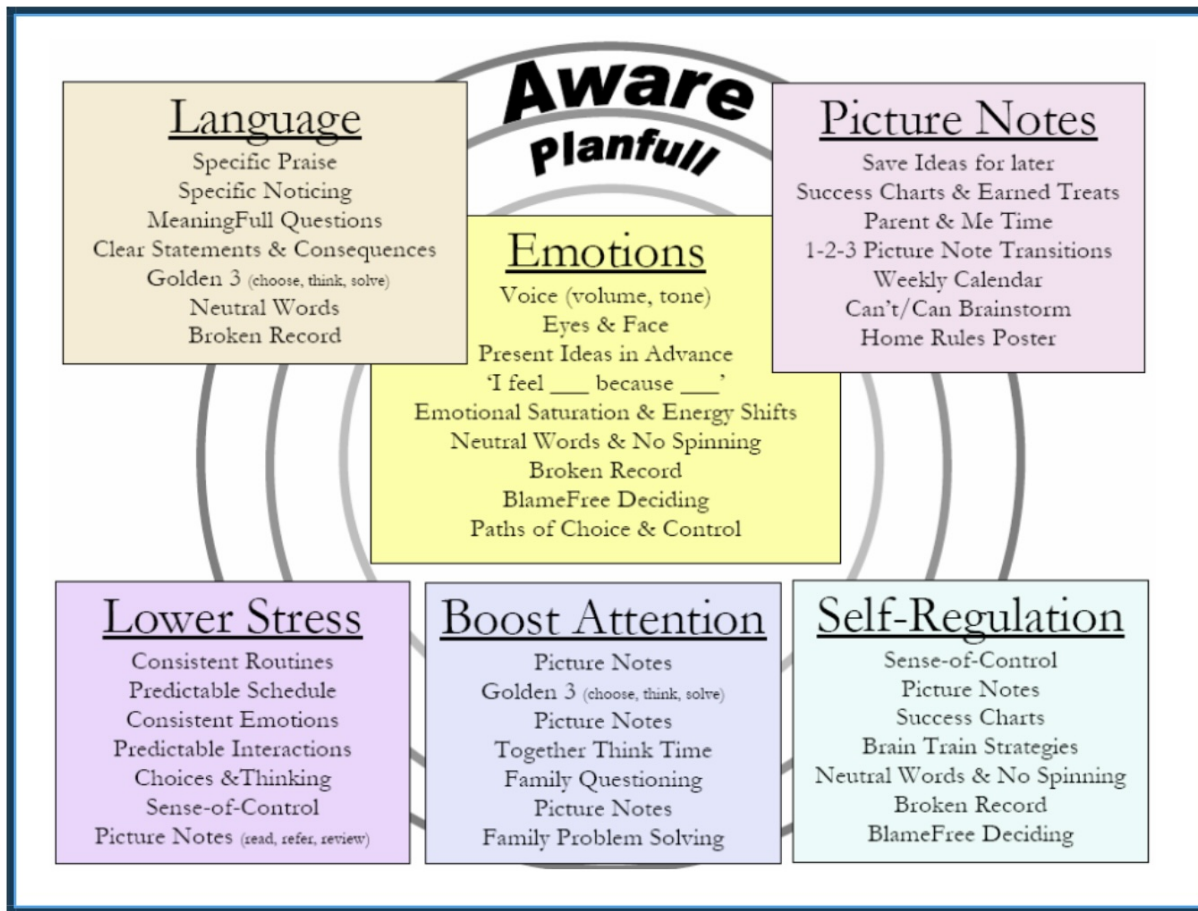 Aware
Planfull
Language
Specific Praise
Specific Noticing
MeaningFull Questions
Clear Statements & Consequences
Golden 3 (choose, think, solve)
Neutral Words
Broken Record
Picture Notes
Save Ideas for later
Success Charts & Earned Treats
Parent & Me Time
1-2-3 Picture Note Transitions
Weekly Calendar
Can't/Can Brainstorm
Home Rules Poster
Emotions
Voice (volume, tone)
Eyes & Face
Present Ideas in Advance
‘I feel ___ because ___’
Emotional Saturation & Energy Shifts
Neutral Words & No Spinning
Broken Record
BlameFree Deciding
Paths of Choice & Control
Lower Stress
Consistent Routines
Predictable Schedule
Consistent Emotions
Predictable Interactions
Choices &Thinking
Sense-of-Control
Picture Notes (read, refer, review)
Boost Attention
Picture Notes
Golden 3 (choose, think, solve)
Picture Notes
Together Think Time
Family Questioning
Picture Notes
Family Problem Solving
Self-Regulation
Sense-of-Control
Picture Notes
Success Charts
Brain Train Strategies
Neutral Words & No Spinning
Broken Record
BlameFree Deciding